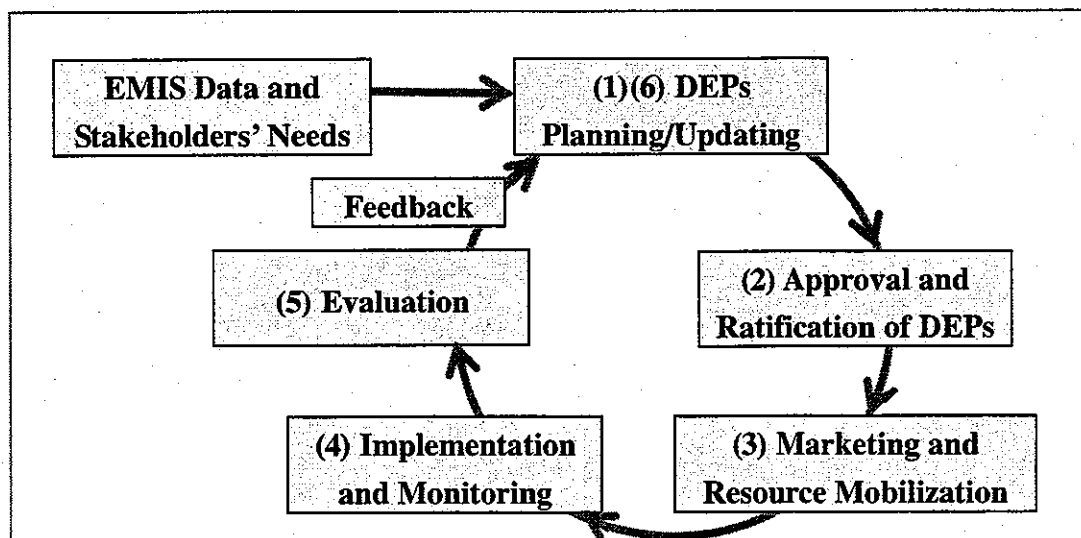 EMIS Data and
Stakeholders' Needs
(1)(6) DEPs
Planning/Updating
Feedback
(5) Evaluation
(2) Approval and
Ratification of DEPs
(4) Implementation
and Monitoring
(3) Marketing and
Resource Mobilization